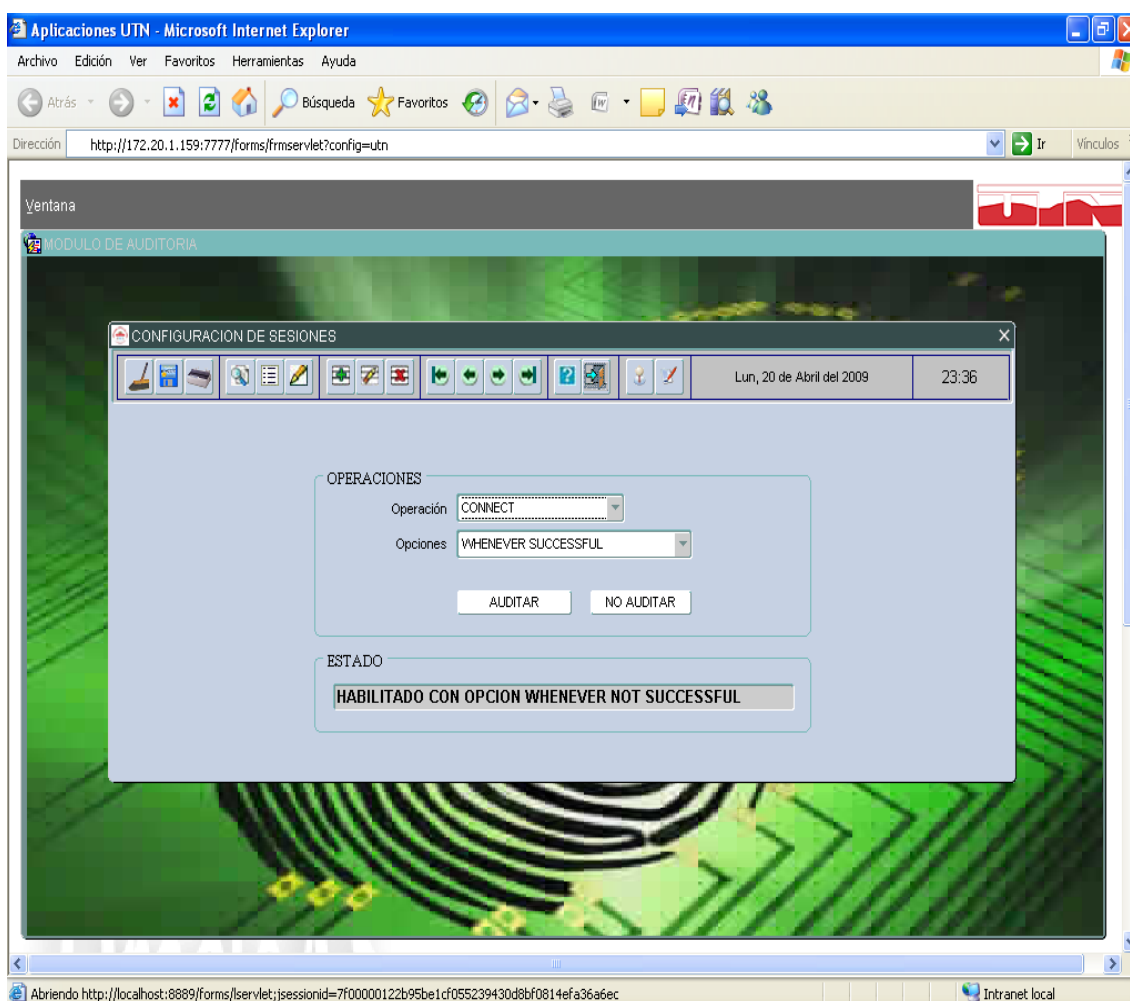 Aplicaciones UTN - Microsoft Internet Explorer
Archivo Edición Ver Favoritos Herramientas Ayuda
Atrás Búsqueda Favoritos
Dirección http://172.20.1.159:7777/forms/frmservlet?config=utn Ir Vínculos
Ventana
UTN
MODULO DE AUDITORIA
CONFIGURACION DE SESIONES
Lun, 20 de Abril del 2009 23:36
OPERACIONES
Operación CONNECT
Opciones WHENEVER SUCCESSFUL
AUDITAR NO AUDITAR
ESTADO
HABILITADO CON OPCION WHENEVER NOT SUCCESSFUL
Abriendo http://localhost:8889/forms/lservlet;jsessionid=7f00000122b95be1cf055239430d8bf0814efa36a6ec Intranet local